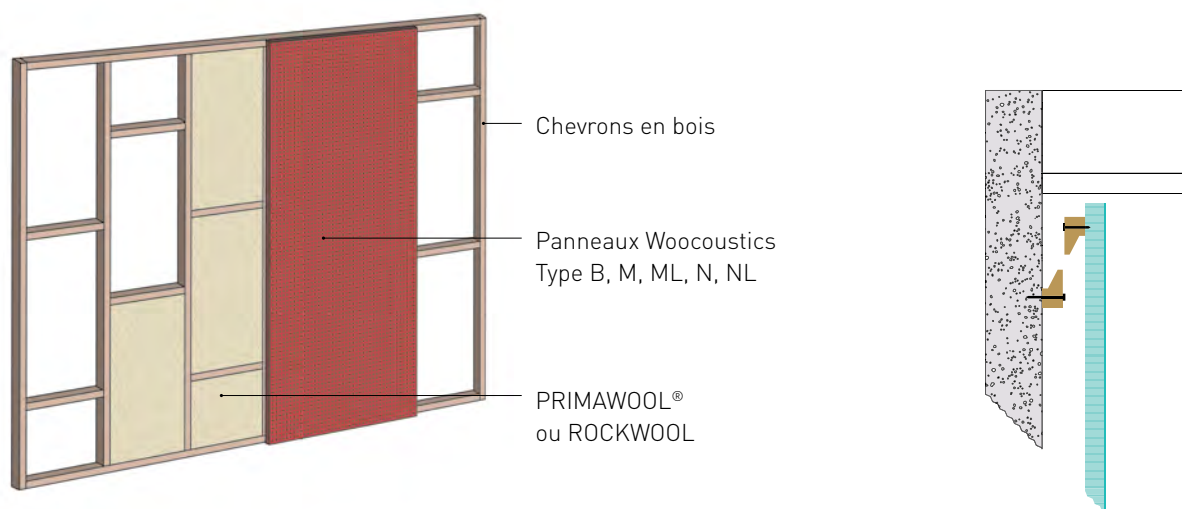 Chevrons en bois
Panneaux Woocoustics
Type B, M, ML, N, NL
PRIMAWOOL®
ou ROCKWOOL